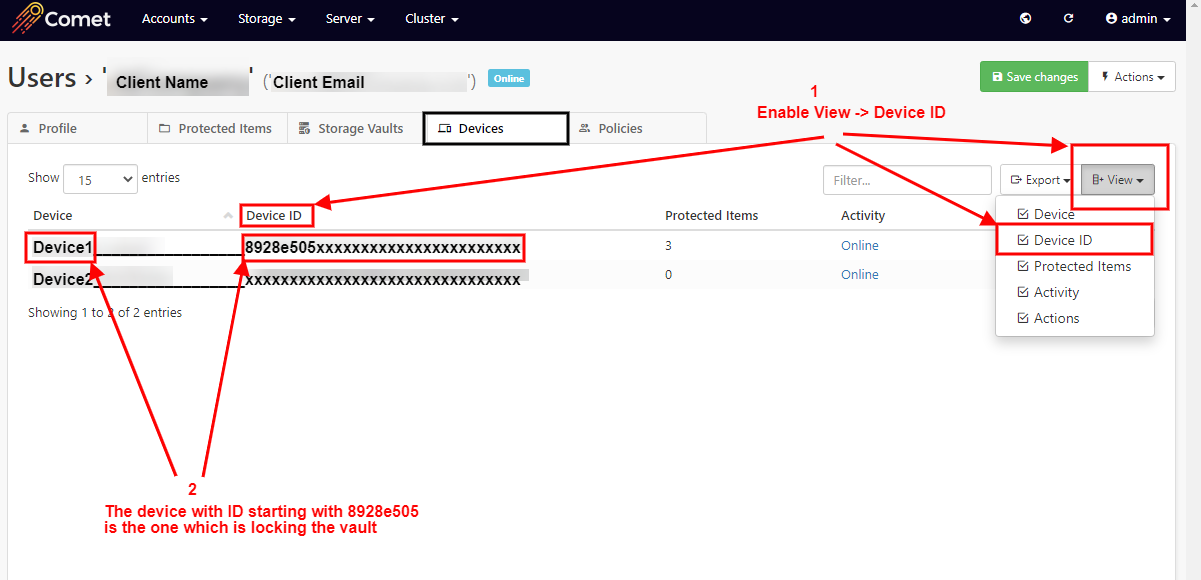 Comet Accounts Storage Server Cluster admin
Users › 'Client Name' ('Client Email') Online Save changes Actions
1
Enable View -> Device ID
Profile Protected Items Storage Vaults Devices Policies
Show 15 entries Filter... Export View
Device Device ID Protected Items Activity
Device
Device1 8928e505xxxxxxxxxxxxxxxxxxxxxxxx 3 Online
Device ID
Protected Items
Device2 xxxxxxxxxxxxxxxxxxxxxxxxxxxxxxxx 0 Online
Activity
Showing 1 to 2 of 2 entries
Actions
2
The device with ID starting with 8928e505
is the one which is locking the vault